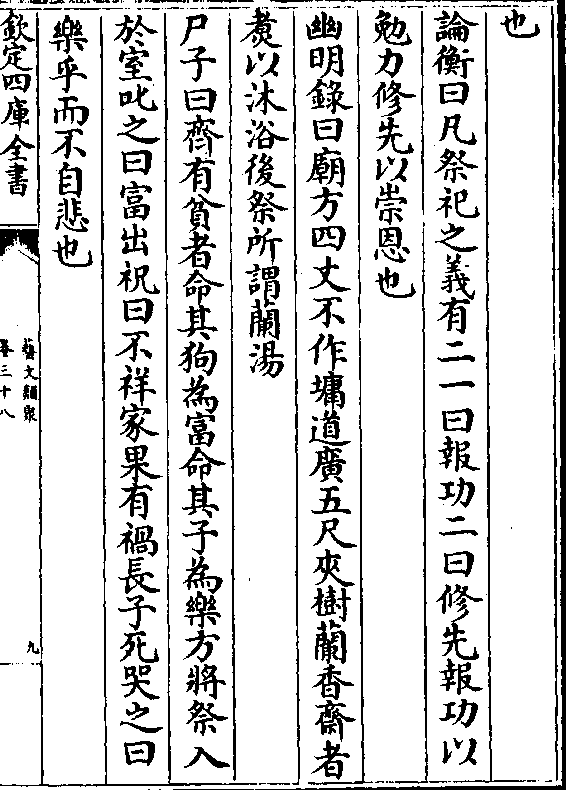 也
論衡曰凡祭祀之義有二一曰報功二曰修先報功以
勉力修先以崇恩也
幽明錄曰廟方四丈不作墉道廣五尺夾樹蘭香齋者
煑以沐浴後祭所謂蘭湯
尸子曰齊有貧者命其狗為富命其子為樂方將祭入
於室叱之曰富出祝曰不祥家果有禍長子死哭之曰
樂乎而不自悲也
欽定四庫全書
藝文類聚
卷三十八
九